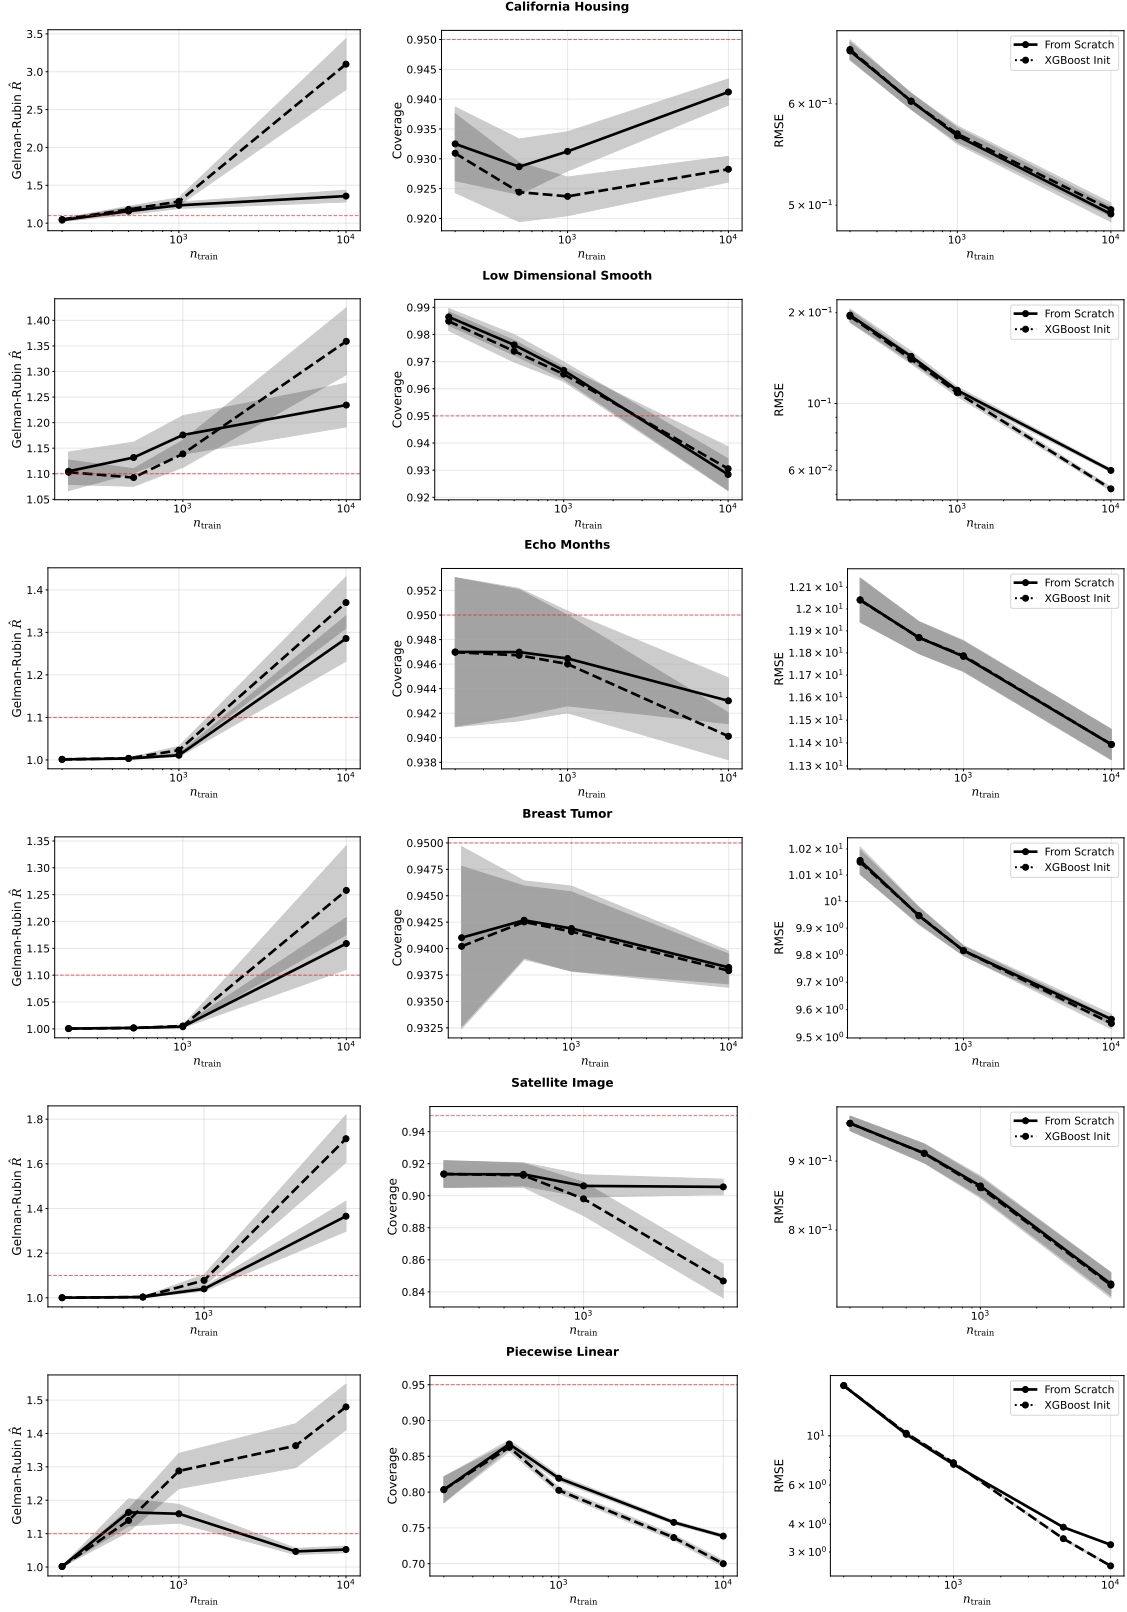 California Housing
3.5
3.0
2.5
2.0
1.5
1.0
Gelman-Rubin R̂
10³
10⁴
n_train
0.950
0.945
0.940
0.935
0.930
0.925
0.920
Coverage
10³
10⁴
n_train
6 × 10⁻¹
5 × 10⁻¹
RMSE
From Scratch
XGBoost Init
10³
10⁴
n_train
Low Dimensional Smooth
1.40
1.35
1.30
1.25
1.20
1.15
1.10
1.05
Gelman-Rubin R̂
10³
10⁴
n_train
0.99
0.98
0.97
0.96
0.95
0.94
0.93
0.92
Coverage
10³
10⁴
n_train
2 × 10⁻¹
10⁻¹
6 × 10⁻²
RMSE
From Scratch
XGBoost Init
10³
10⁴
n_train
Echo Months
1.4
1.3
1.2
1.1
1.0
Gelman-Rubin R̂
10³
10⁴
n_train
0.952
0.950
0.948
0.946
0.944
0.942
0.940
0.938
Coverage
10³
10⁴
n_train
1.21 × 10¹
1.2 × 10¹
1.19 × 10¹
1.18 × 10¹
1.17 × 10¹
1.16 × 10¹
1.15 × 10¹
1.14 × 10¹
1.13 × 10¹
RMSE
From Scratch
XGBoost Init
10³
10⁴
n_train
Breast Tumor
1.35
1.30
1.25
1.20
1.15
1.10
1.05
1.00
Gelman-Rubin R̂
10³
10⁴
n_train
0.9500
0.9475
0.9450
0.9425
0.9400
0.9375
0.9350
0.9325
Coverage
10³
10⁴
n_train
1.02 × 10¹
1.01 × 10¹
10¹
9.9 × 10⁰
9.8 × 10⁰
9.7 × 10⁰
9.6 × 10⁰
9.5 × 10⁰
RMSE
From Scratch
XGBoost Init
10³
10⁴
n_train
Satellite Image
1.8
1.6
1.4
1.2
1.0
Gelman-Rubin R̂
10³
n_train
0.94
0.92
0.90
0.88
0.86
0.84
Coverage
10³
n_train
9 × 10⁻¹
8 × 10⁻¹
RMSE
From Scratch
XGBoost Init
10³
n_train
Piecewise Linear
1.5
1.4
1.3
1.2
1.1
1.0
Gelman-Rubin R̂
10³
10⁴
n_train
0.95
0.90
0.85
0.80
0.75
0.70
Coverage
10³
10⁴
n_train
10¹
6 × 10⁰
4 × 10⁰
3 × 10⁰
RMSE
From Scratch
XGBoost Init
10³
10⁴
n_train